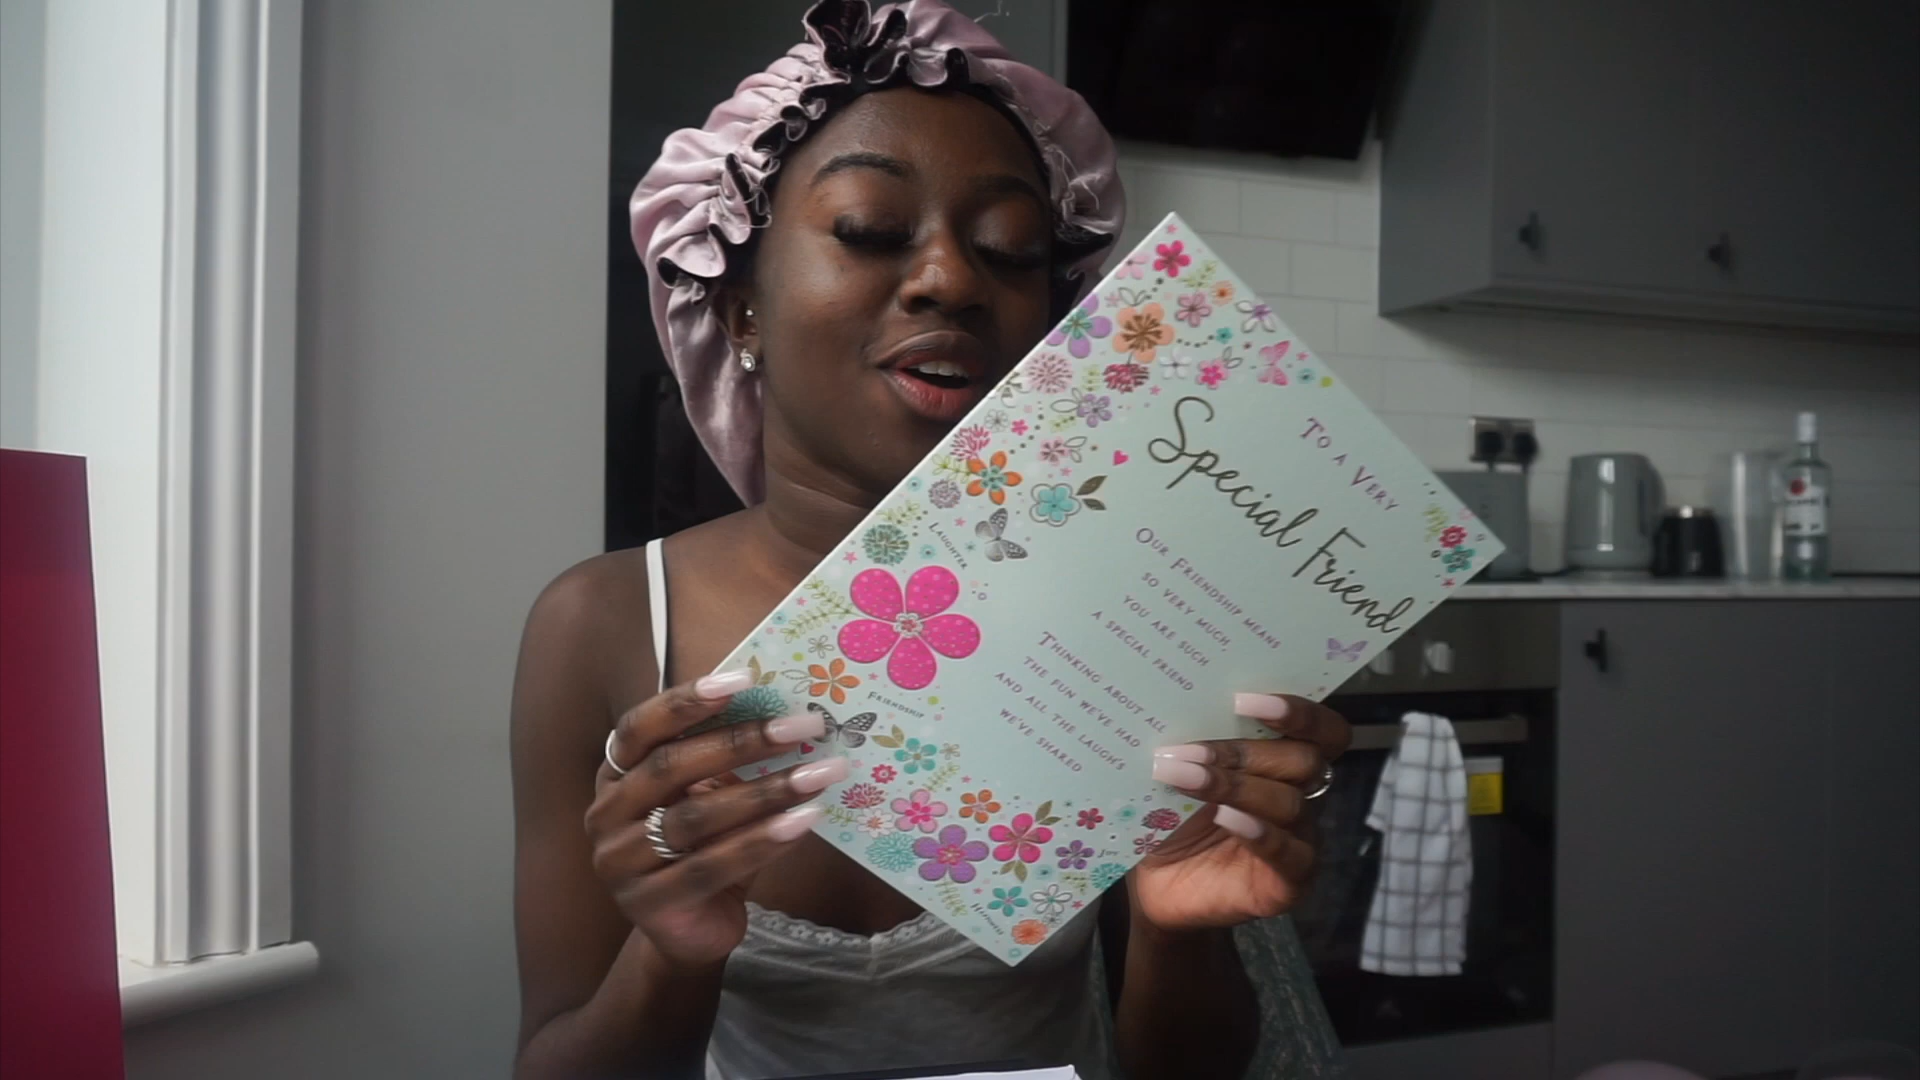 To a Very
Special Friend
Our Friendship means
so very much,
you are such
a special friend
Thinking about all
the fun we've had
and all the laugh's
we've shared
Laughter
Friendship
Joy
Happiness